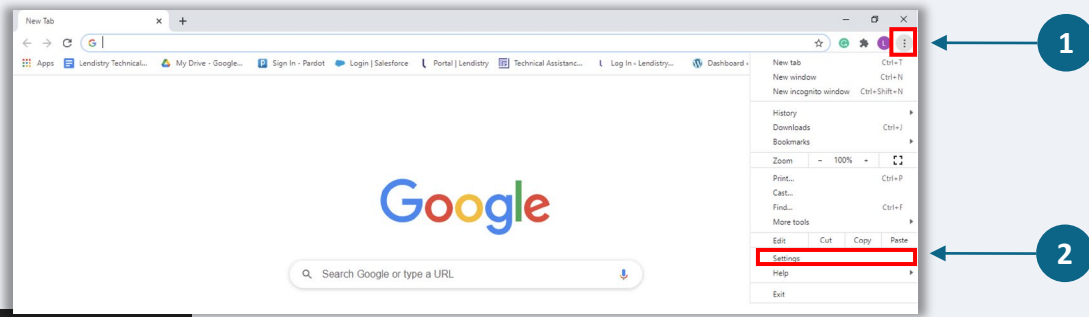 New Tab
G
L
1
Apps Lendistry Technical... My Drive - Google... Sign In - Pardot Login | Salesforce Portal | Lendistry Technical Assistanc... Log In ‹ Lendistry... Dashboard ‹
New tab Ctrl+T
New window Ctrl+N
New incognito window Ctrl+Shift+N
History
Downloads Ctrl+J
Bookmarks
Zoom - 100% +
Print... Ctrl+P
Cast...
Find... Ctrl+F
More tools
Edit Cut Copy Paste
Settings
2
Help
Exit
Google
Search Google or type a URL